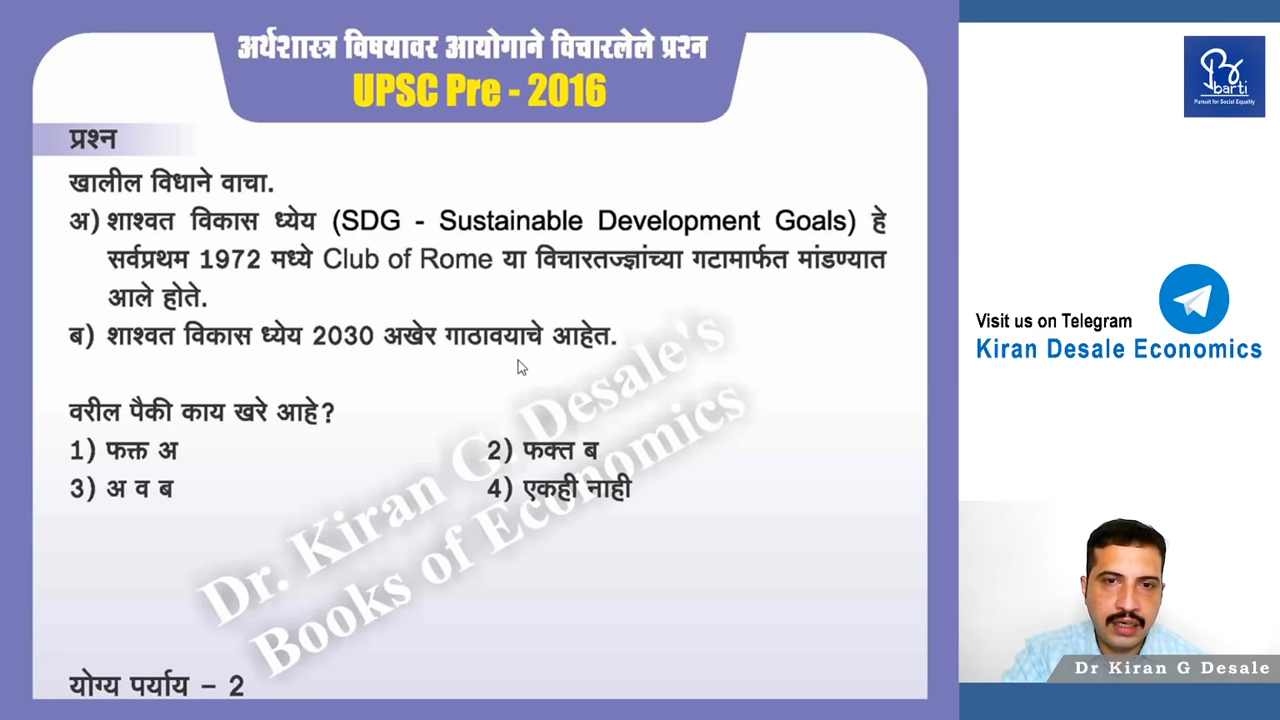 अर्थशास्त्र विषयावर आयोगाने विचारलेले प्रश्न
UPSC Pre - 2016
barti
Pursuit for Social Equality
प्रश्न
खालील विधाने वाचा.
अ) शाश्वत विकास ध्येय (SDG - Sustainable Development Goals) हे
सर्वप्रथम 1972 मध्ये Club of Rome या विचारतज्ज्ञांच्या गटामार्फत मांडण्यात
आले होते.
ब) शाश्वत विकास ध्येय 2030 अखेर गाठावयाचे आहेत.
वरील पैकी काय खरे आहे?
1) फक्त अ
2) फक्त ब
3) अ व ब
4) एकही नाही
योग्य पर्याय – 2
Dr. Kiran G Desale's
Books of Economics
Visit us on Telegram
Kiran Desale Economics
Dr Kiran G Desale